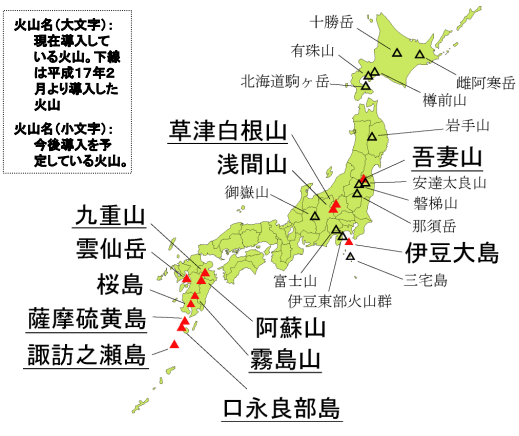 火山名（大文字）：
現在導入して
いる火山。下線
は平成１７年２
月より導入した
火山
火山名（小文字）：
今後導入を予
定している火山。
十勝岳
有珠山
北海道駒ヶ岳
雌阿寒岳
樽前山
岩手山
草津白根山
浅間山
吾妻山
御嶽山
安達太良山
磐梯山
那須岳
九重山
雲仙岳
伊豆大島
桜島
富士山
三宅島
伊豆東部火山群
薩摩硫黄島
阿蘇山
諏訪之瀬島
霧島山
口永良部島